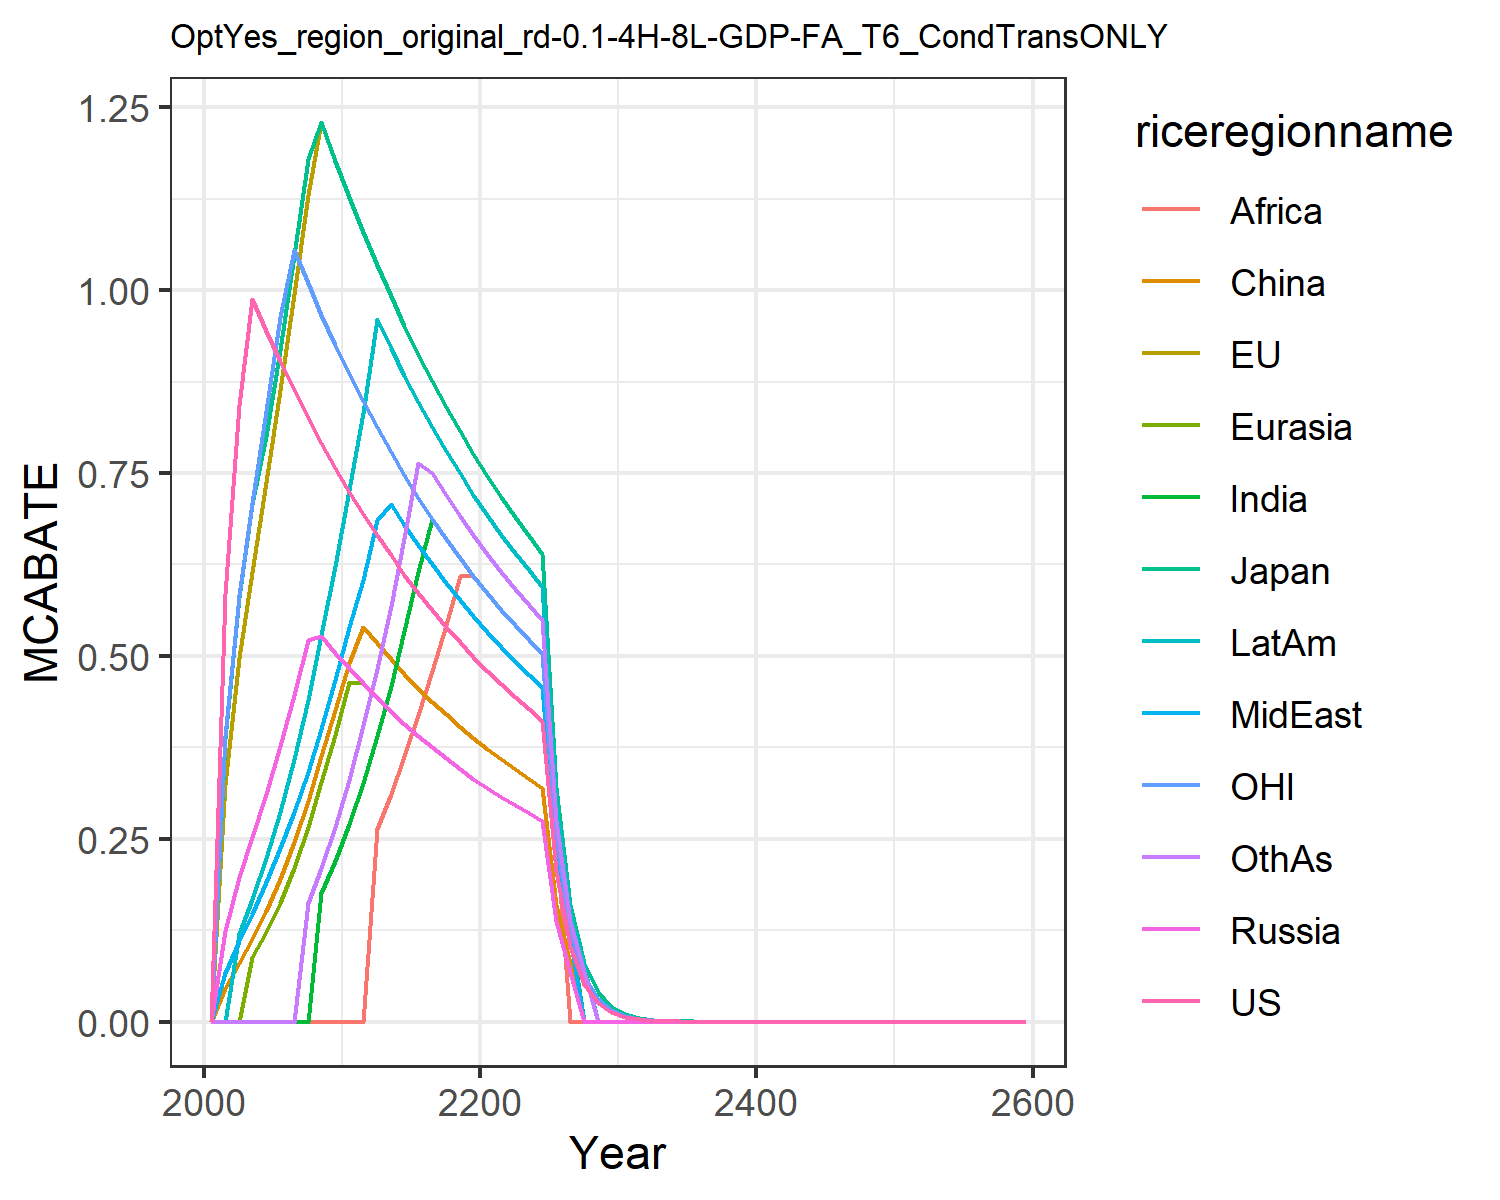 OptYes_region_original_rd-0.1-4H-8L-GDP-FA_T6_CondTransONLY
1.25
1.00
0.75
0.50
0.25
0.00
MCABATE
2000
2200
2400
2600
Year
riceregionname
Africa
China
EU
Eurasia
India
Japan
LatAm
MidEast
OHI
OthAs
Russia
US